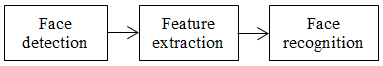 Face
detection
Feature
extraction
Face
recognition